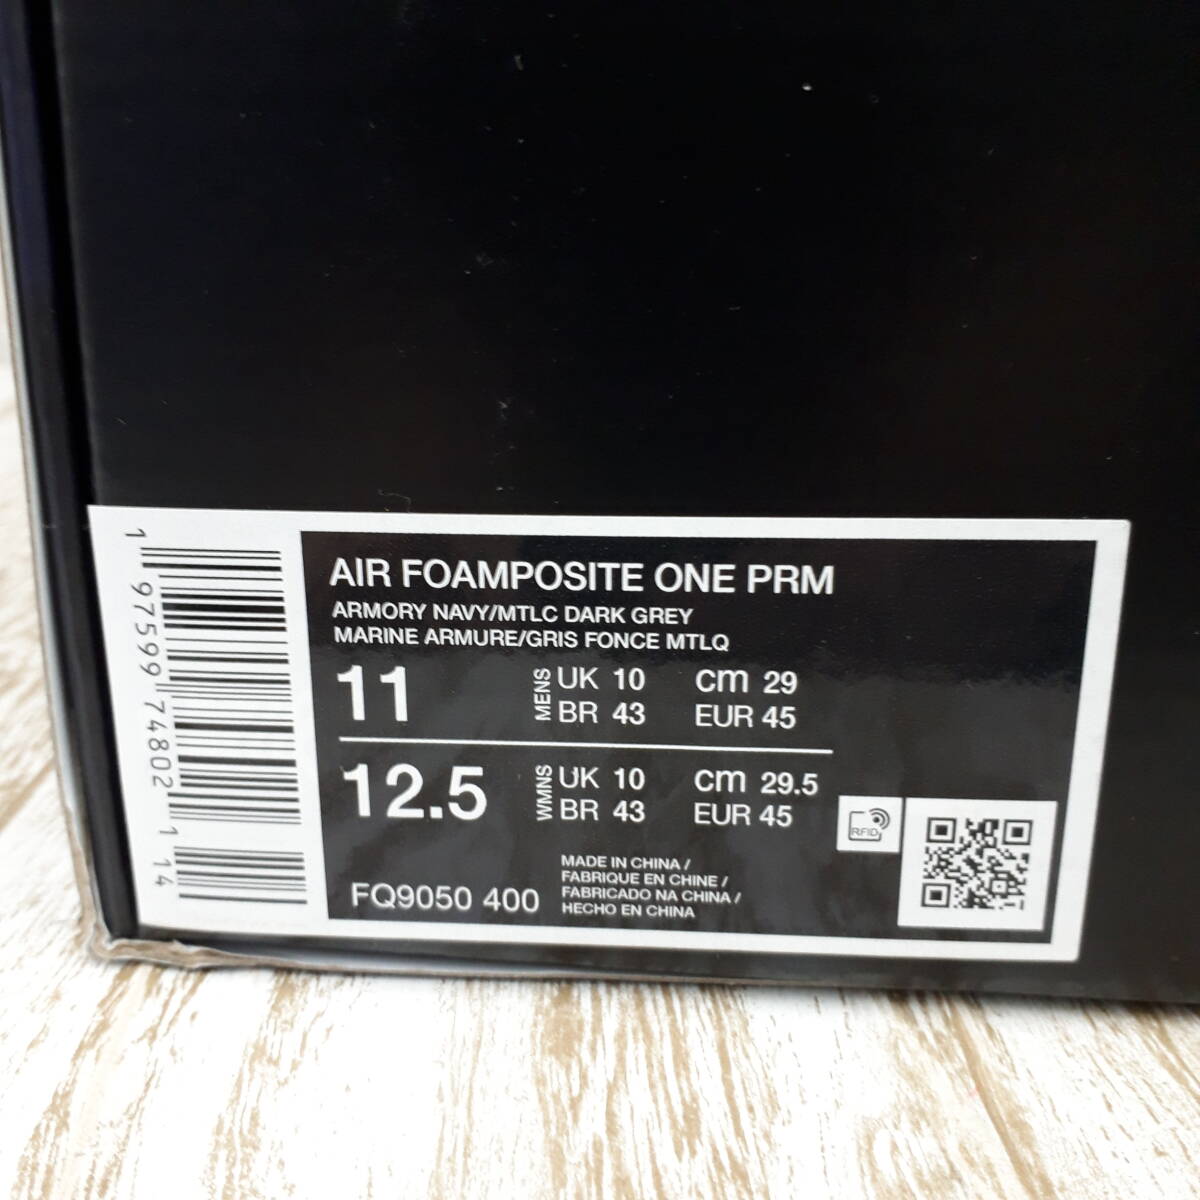 1 97599 74802 1 14
AIR FOAMPOSITE ONE PRM
ARMORY NAVY/MTLC DARK GREY
MARINE ARMURE/GRIS FONCE MTLQ
11
MENS
UK 10
cm 29
BR 43
EUR 45
12.5
WMNS
UK 10
cm 29.5
BR 43
EUR 45
RFID
FQ9050 400
MADE IN CHINA /
FABRIQUE EN CHINE /
FABRICADO NA CHINA /
HECHO EN CHINA